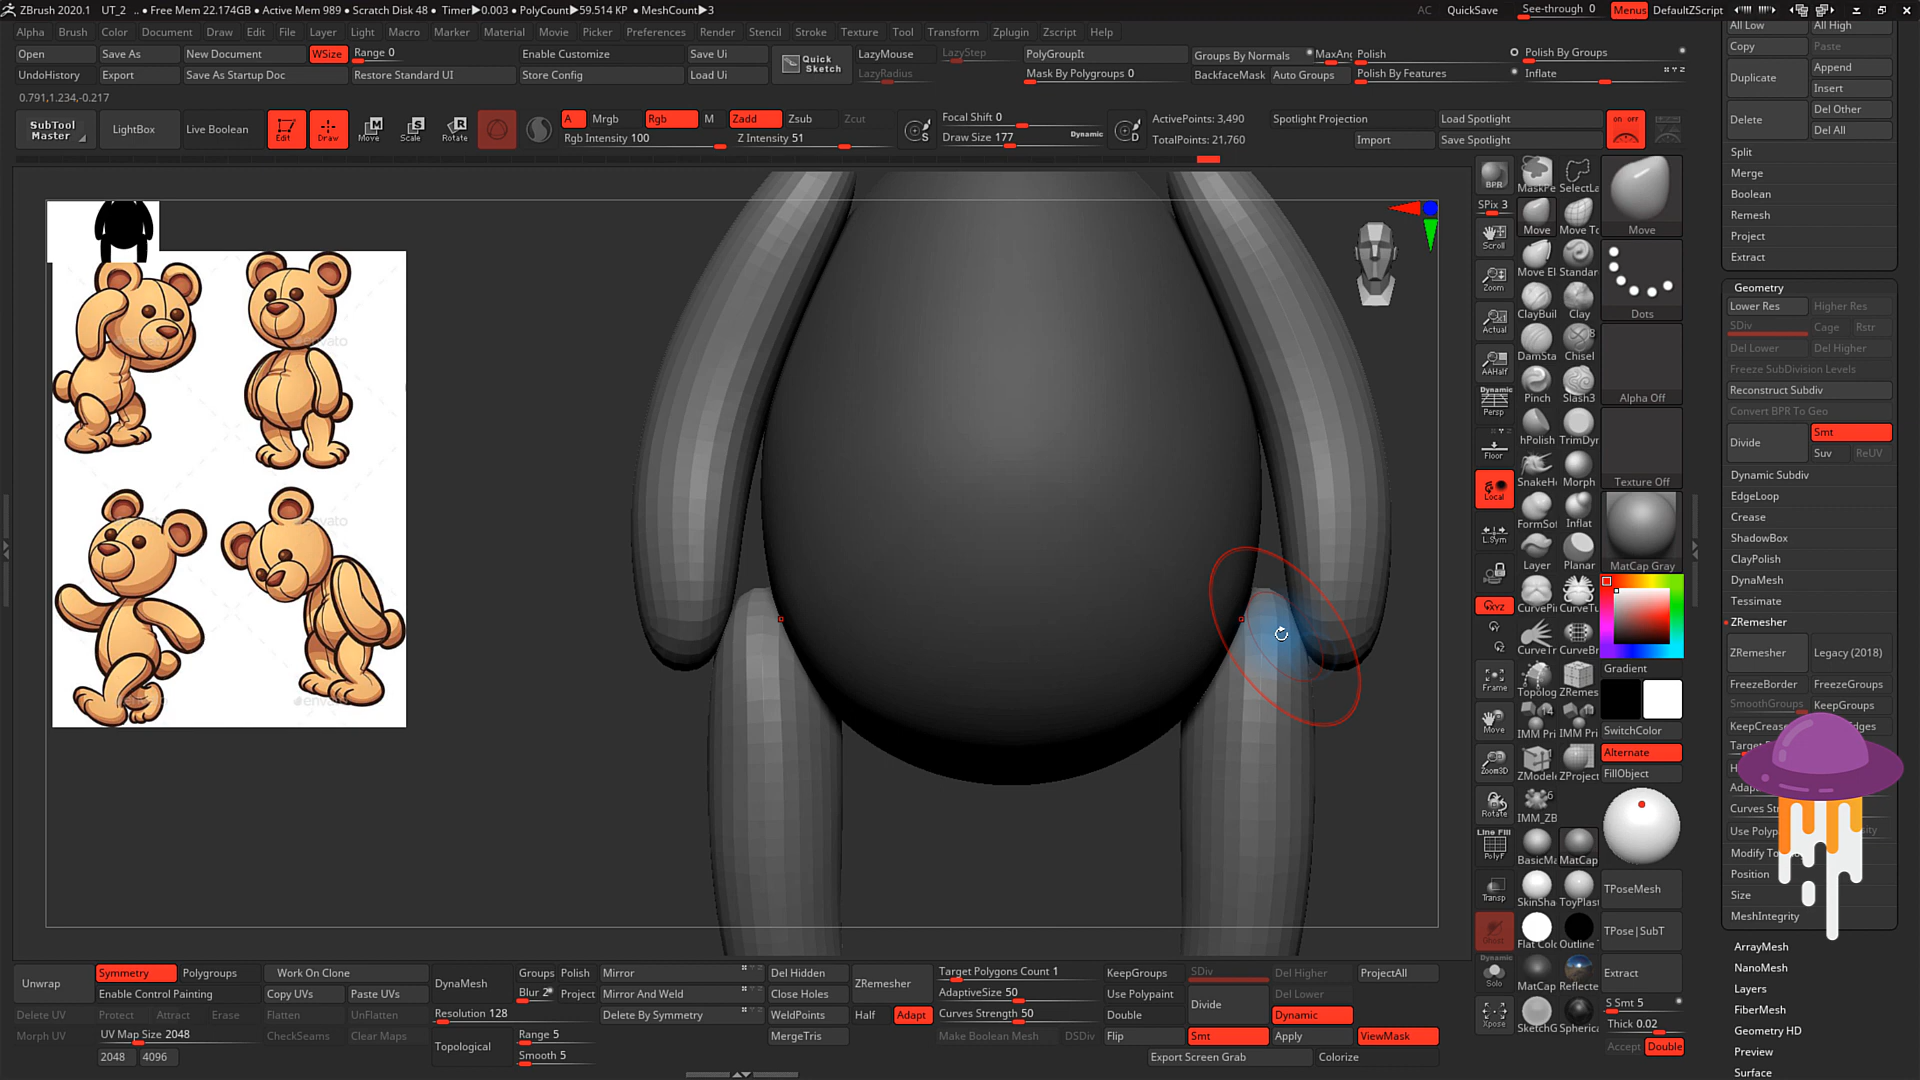 ZBrush 2020.1 UT_2 .. • Free Mem 22.174GB • Active Mem 989 • Scratch Disk 48 • Timer▶0.003 • PolyCount▶59.514 KP • MeshCount▶3 AC QuickSave See-through 0 Menus DefaultZScript
Alpha Brush Color Document Draw Edit File Layer Light Macro Marker Material Movie Picker Preferences Render Stencil Stroke Texture Tool Transform Zplugin Zscript Help
Open Save As New Document WSize Range 0 Enable Customize Save Ui Quick Sketch LazyMouse LazyStep PolyGroupIt Groups By Normals MaxAn Polish Polish By Groups
UndoHistory Export Save As Startup Doc Restore Standard UI Store Config Load Ui LazyRadius Mask By Polygroups 0 BackfaceMask Auto Groups Polish By Features Inflate
0.791,1.234,-0.217
SubTool Master LightBox Live Boolean Edit Draw Move Scale Rotate A Mrgb Rgb M Zadd Zsub Zcut Focal Shift 0 ActivePoints: 3,490 Spotlight Projection Load Spotlight on off
Rgb Intensity 100 Z Intensity 51 Draw Size 177 Dynamic TotalPoints: 21,760 Import Save Spotlight
BPR
SPix 3
Scroll
Zoom
Actual
AAHalf
Dynamic
Persp
Floor
Local
L.Sym
XYZ
Frame
Move
Zoom3D
Rotate
Line Fill
PolyF
Transp
Ghost
Dynamic
Solo
Xpose
MaskPe SelectLa
Move Move To
Move El Standar
ClayBuil Clay
DamSta Chisel
Pinch Slash3
hPolish TrimDyn
SnakeHo Morph
FormSof Inflat
Layer Planar
CurvePi CurveTu
CurveTr CurveBr
Topolog ZRemes
14 14
IMM Pri IMM Pri
ZModele ZProject
6
IMM_ZB
BasicMa MatCap
SkinSha ToyPlast
Flat Colo Outline
MatCap Reflecte
SketchG Spherica
Move
Dots
Alpha Off
Texture Off
MatCap Gray
Gradient
SwitchColor
Alternate
FillObject
TPoseMesh
TPose|SubT
Extract
S Smt 5
Thick 0.02
Accept Double
All Low All High
Copy Paste
Duplicate Append
Insert
Delete Del Other
Del All
Split
Merge
Boolean
Remesh
Project
Extract
Geometry
Lower Res Higher Res
SDiv Cage Rstr
Del Lower Del Higher
Freeze SubDivision Levels
Reconstruct Subdiv
Convert BPR To Geo
Divide Smt
Suv ReUV
Dynamic Subdiv
EdgeLoop
Crease
ShadowBox
ClayPolish
DynaMesh
Tessimate
ZRemesher
ZRemesher Legacy (2018)
FreezeBorder FreezeGroups
SmoothGroups KeepGroups
KeepCrease
Curves
Use Polyp
Modify To
Position
Size
MeshIntegrity
ArrayMesh
NanoMesh
Layers
FiberMesh
Geometry HD
Preview
Surface
Unwrap Symmetry Polygroups Work On Clone DynaMesh Groups Polish Mirror Del Hidden ZRemesher Target Polygons Count 1 KeepGroups SDiv Del Higher ProjectAll
Enable Control Painting Copy UVs Paste UVs Blur 2 Project Mirror And Weld Close Holes AdaptiveSize 50 Use Polypaint Divide Del Lower
Delete UV Protect Attract Erase Flatten UnFlatten Resolution 128 Delete By Symmetry WeldPoints Half Adapt Curves Strength 50 Double Dynamic
Morph UV UV Map Size 2048 CheckSeams Clear Maps Topological Range 5 MergeTris Make Boolean Mesh DSDiv Flip Smt Apply ViewMask
2048 4096 Smooth 5 Export Screen Grab Colorize